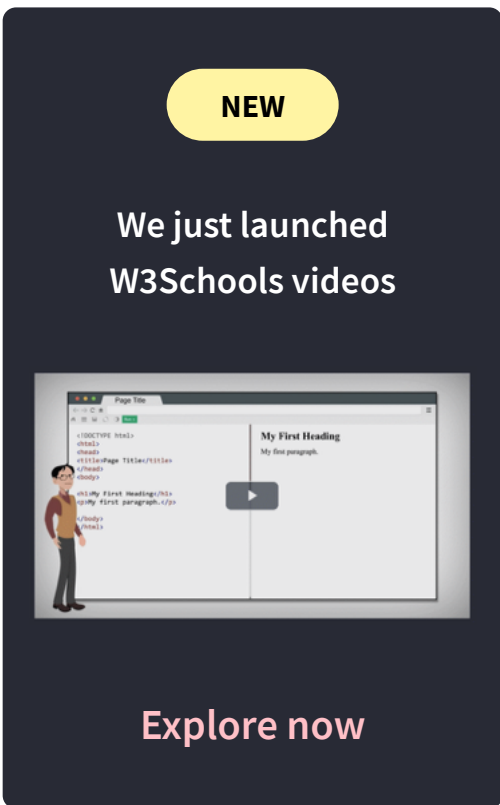 NEW
We just launched
W3Schools videos
Page Title
<!DOCTYPE html>
<html>
<head>
<title>Page Title</title>
</head>
<body>
<h1>My First Heading</h1>
<p>My first paragraph.</p>
</body>
</html>
My First Heading
My first paragraph.
Explore now